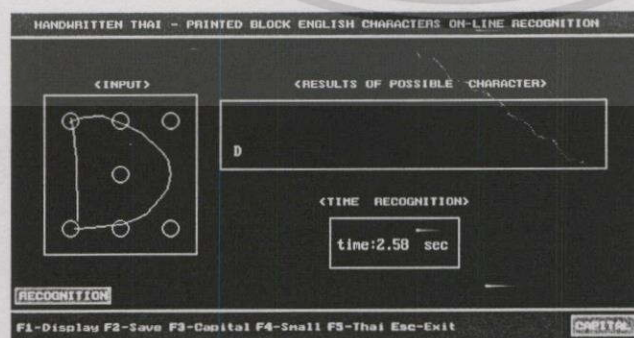 HANDWRITTEN THAI - PRINTED BLOCK ENGLISH CHARACTERS ON-LINE RECOGNITION
<INPUT>
<RESULTS OF POSSIBLE CHARACTER>
D
<TIME RECOGNITION>
time:2.58 sec
RECOGNITION
F1-Display F2-Save F3-Capital F4-Small F5-Thai Esc-Exit
CAPITAL